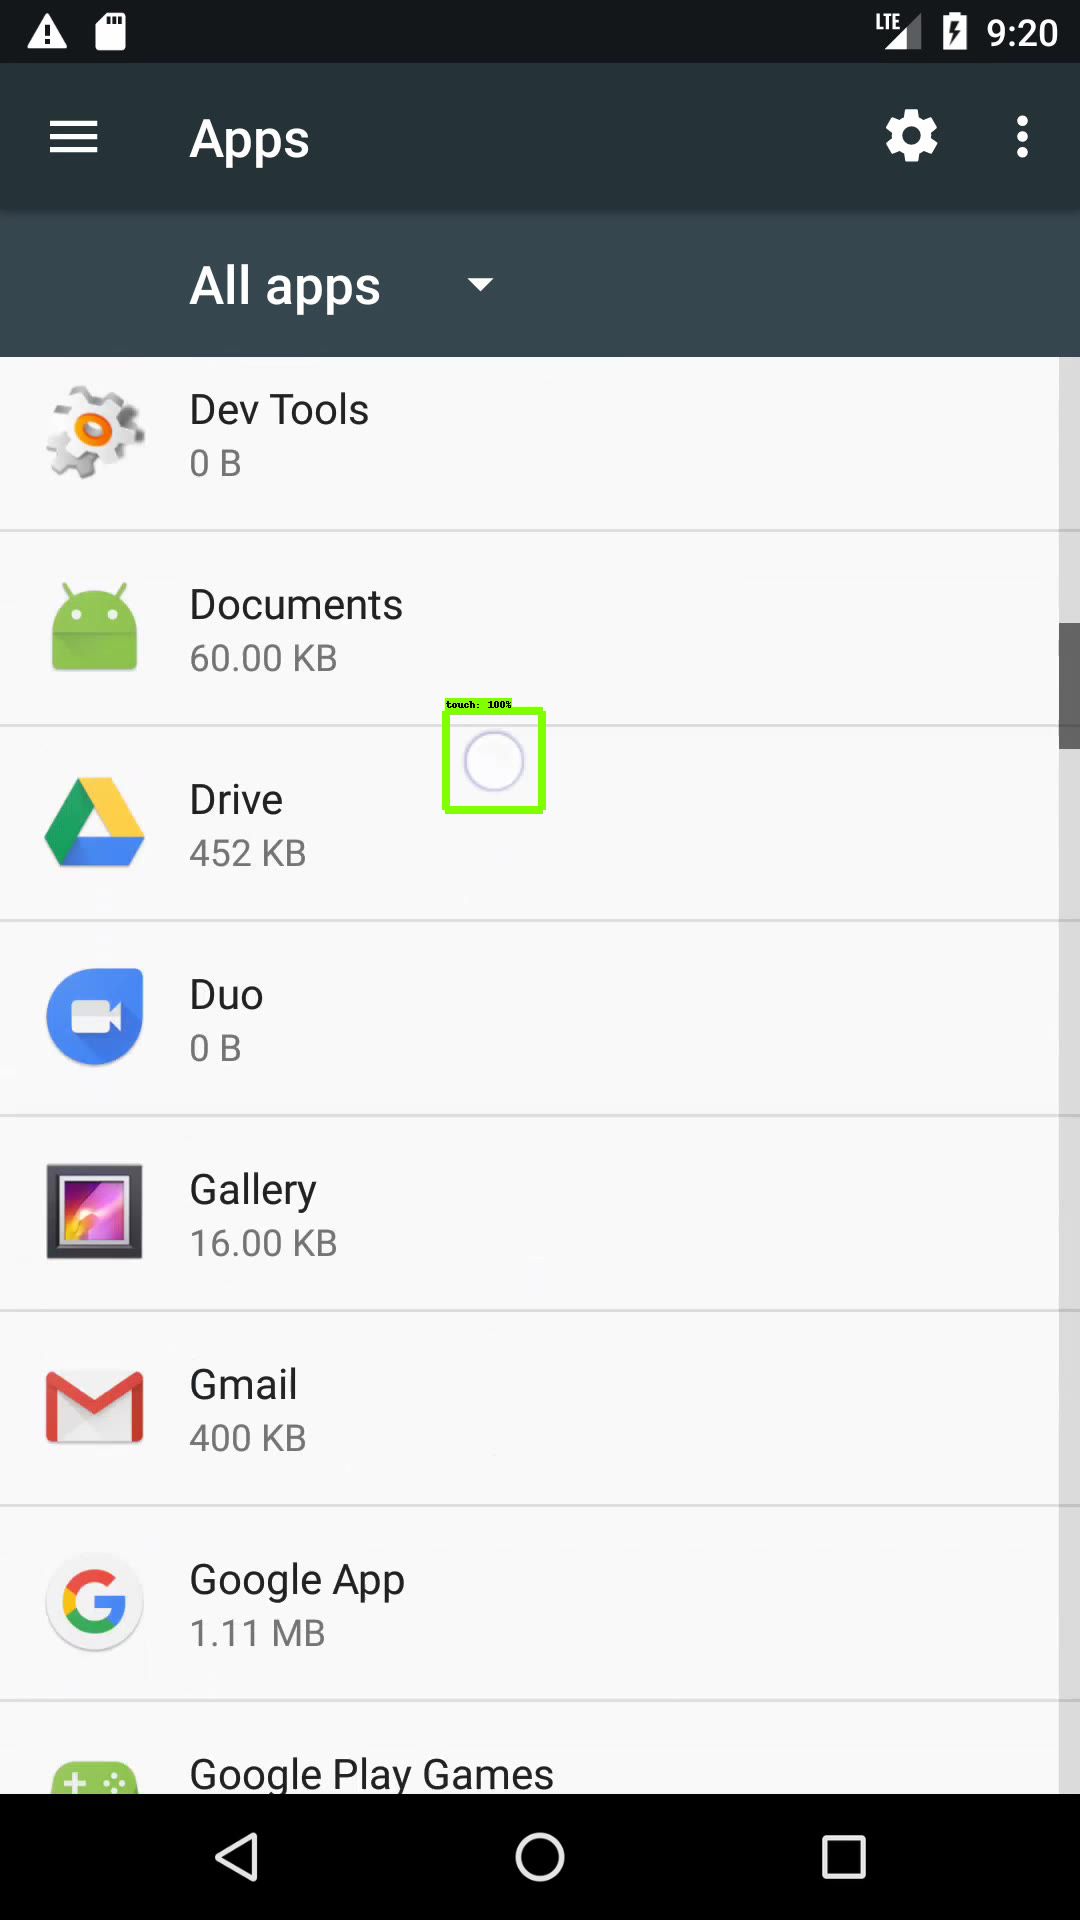 LTE 9:20
Apps
All apps
Dev Tools
0 B
Documents
60.00 KB
touch: 100%
Drive
452 KB
Duo
0 B
Gallery
16.00 KB
Gmail
400 KB
Google App
1.11 MB
Google Play Games